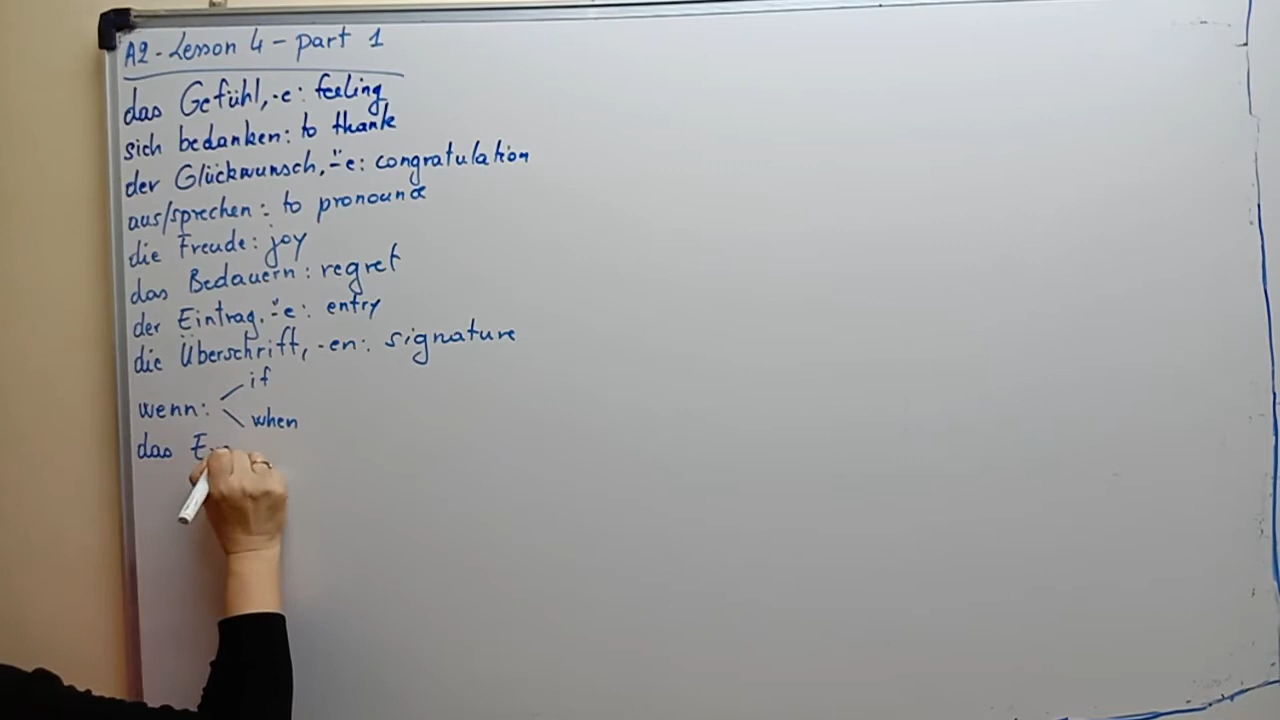 A2 - Lesson 4 - part 1
das Gefühl, -e: feeling
sich bedanken: to thank
der Glückwunsch, -̈e: congratulation
aus/sprechen: to pronounce
die Freude: joy
das Bedauern: regret
der Eintrag, -̈e: entry
die Überschrift, -en: signature
wenn: if
when
das